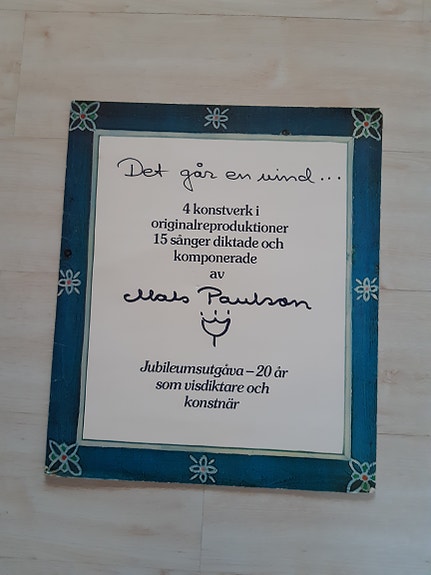 Det går en vind...
4 konstverk i
originalreproduktioner
15 sånger diktade och
komponerade
av
Mats Paulson
Jubileumsutgåva – 20 år
som visdiktare och
konstnär